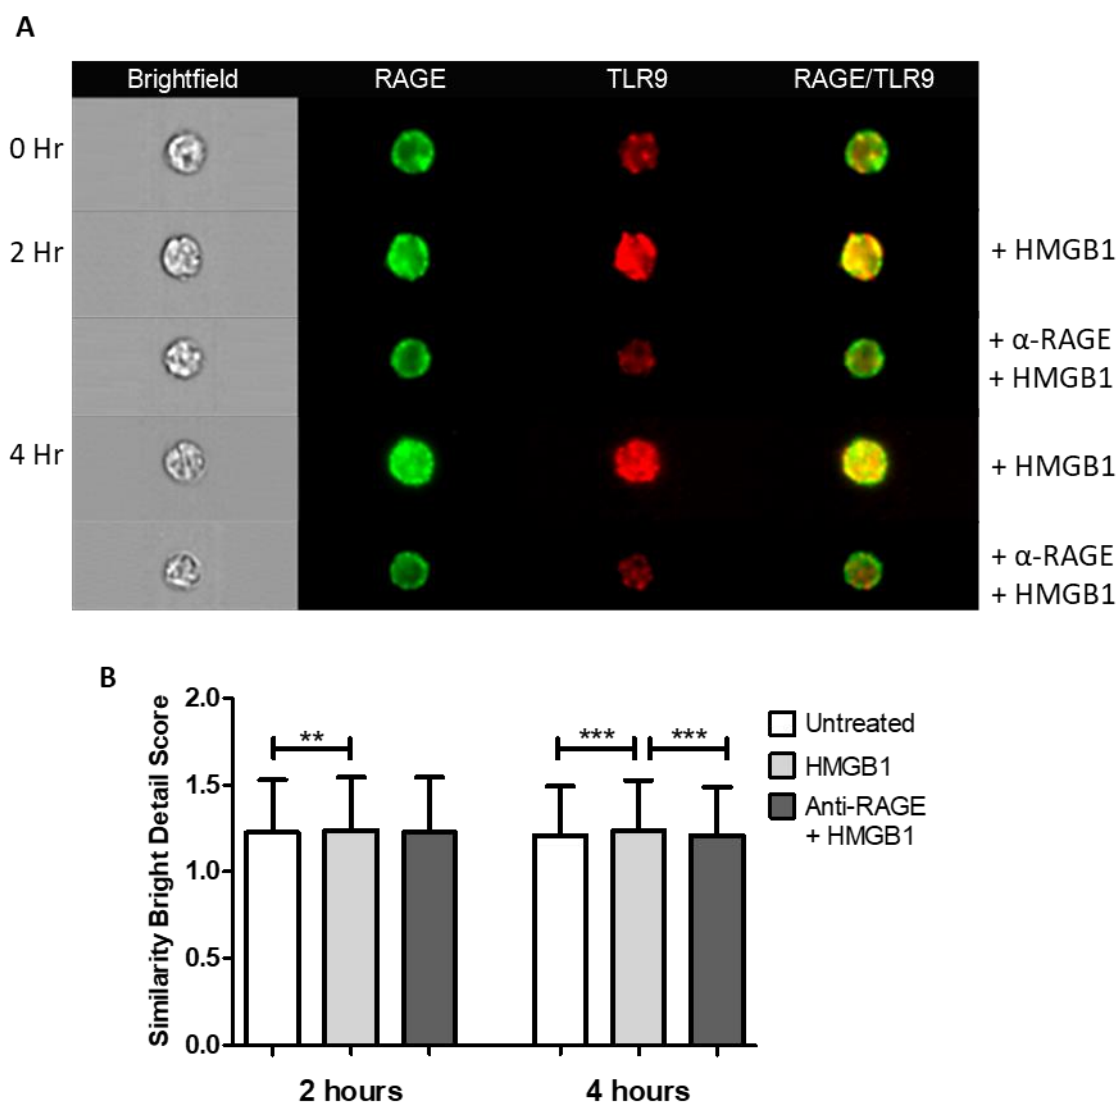 A
Brightfield RAGE TLR9 RAGE/TLR9
0 Hr
2 Hr + HMGB1
+ α-RAGE
+ HMGB1
4 Hr + HMGB1
+ α-RAGE
+ HMGB1
B
Similarity Bright Detail Score
2.0
1.5
1.0
0.5
0.0
** *** ***
Untreated
HMGB1
Anti-RAGE
+ HMGB1
2 hours 4 hours